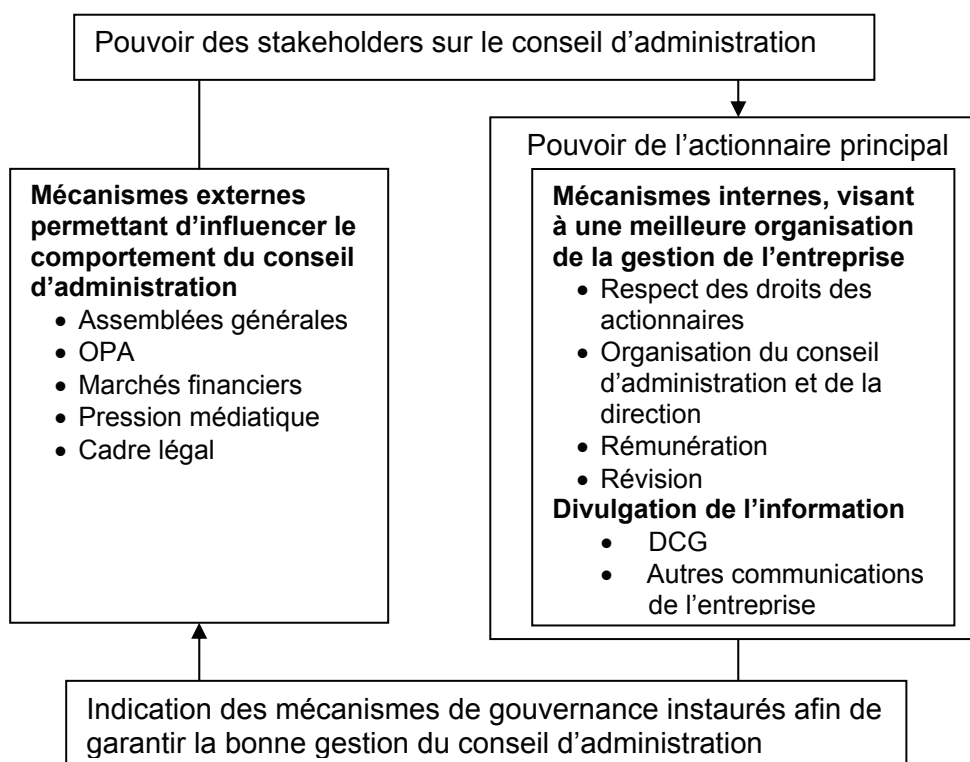 Pouvoir des stakeholders sur le conseil d’administration
Pouvoir de l’actionnaire principal
Mécanismes externes
permettant d’influencer le
comportement du conseil
d’administration
• Assemblées générales
• OPA
• Marchés financiers
• Pression médiatique
• Cadre légal
Mécanismes internes, visant
à une meilleure organisation
de la gestion de l’entreprise
• Respect des droits des
actionnaires
• Organisation du conseil
d’administration et de la
direction
• Rémunération
• Révision
Divulgation de l’information
• DCG
• Autres communications
de l’entreprise
Indication des mécanismes de gouvernance instaurés afin de
garantir la bonne gestion du conseil d’administration